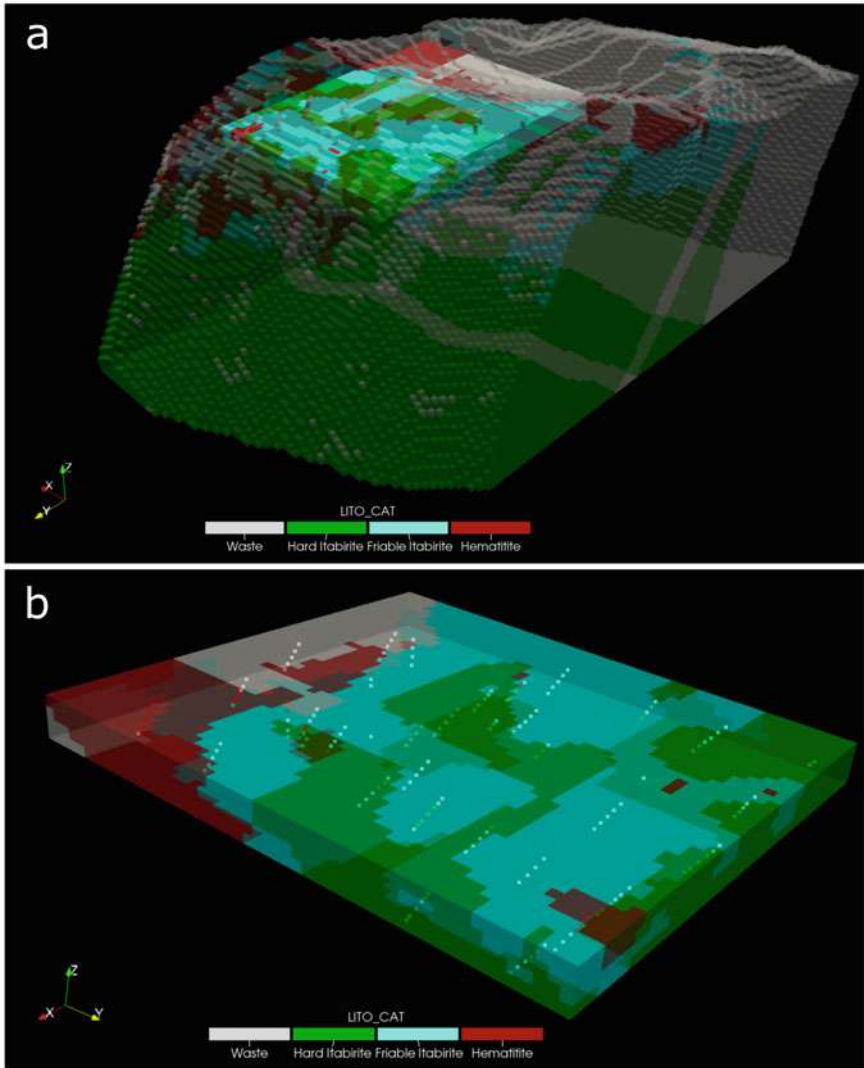 a
Z
X
Y
LITO_CAT
Waste Hard Itabirite Friable Itabirite Hematitite
b
Z
X
Y
LITO_CAT
Waste Hard Itabirite Friable Itabirite Hematitite